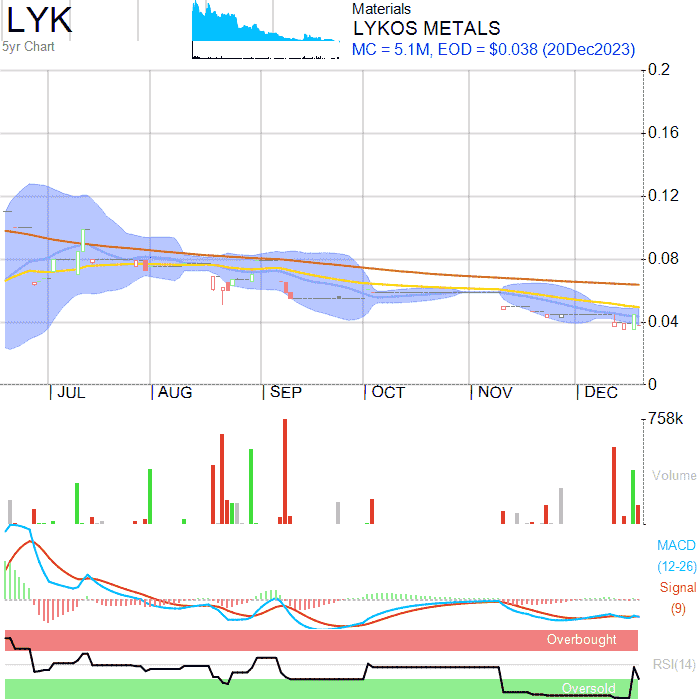 LYK
5yr Chart
Materials
LYKOS METALS
MC = 5.1M, EOD = $0.038 (20Dec2023)
0.2
0.16
0.12
0.08
0.04
0
JUL AUG SEP OCT NOV DEC
758k
Volume
MACD
(12-26)
Signal
(9)
Overbought
RSI(14)
Oversold